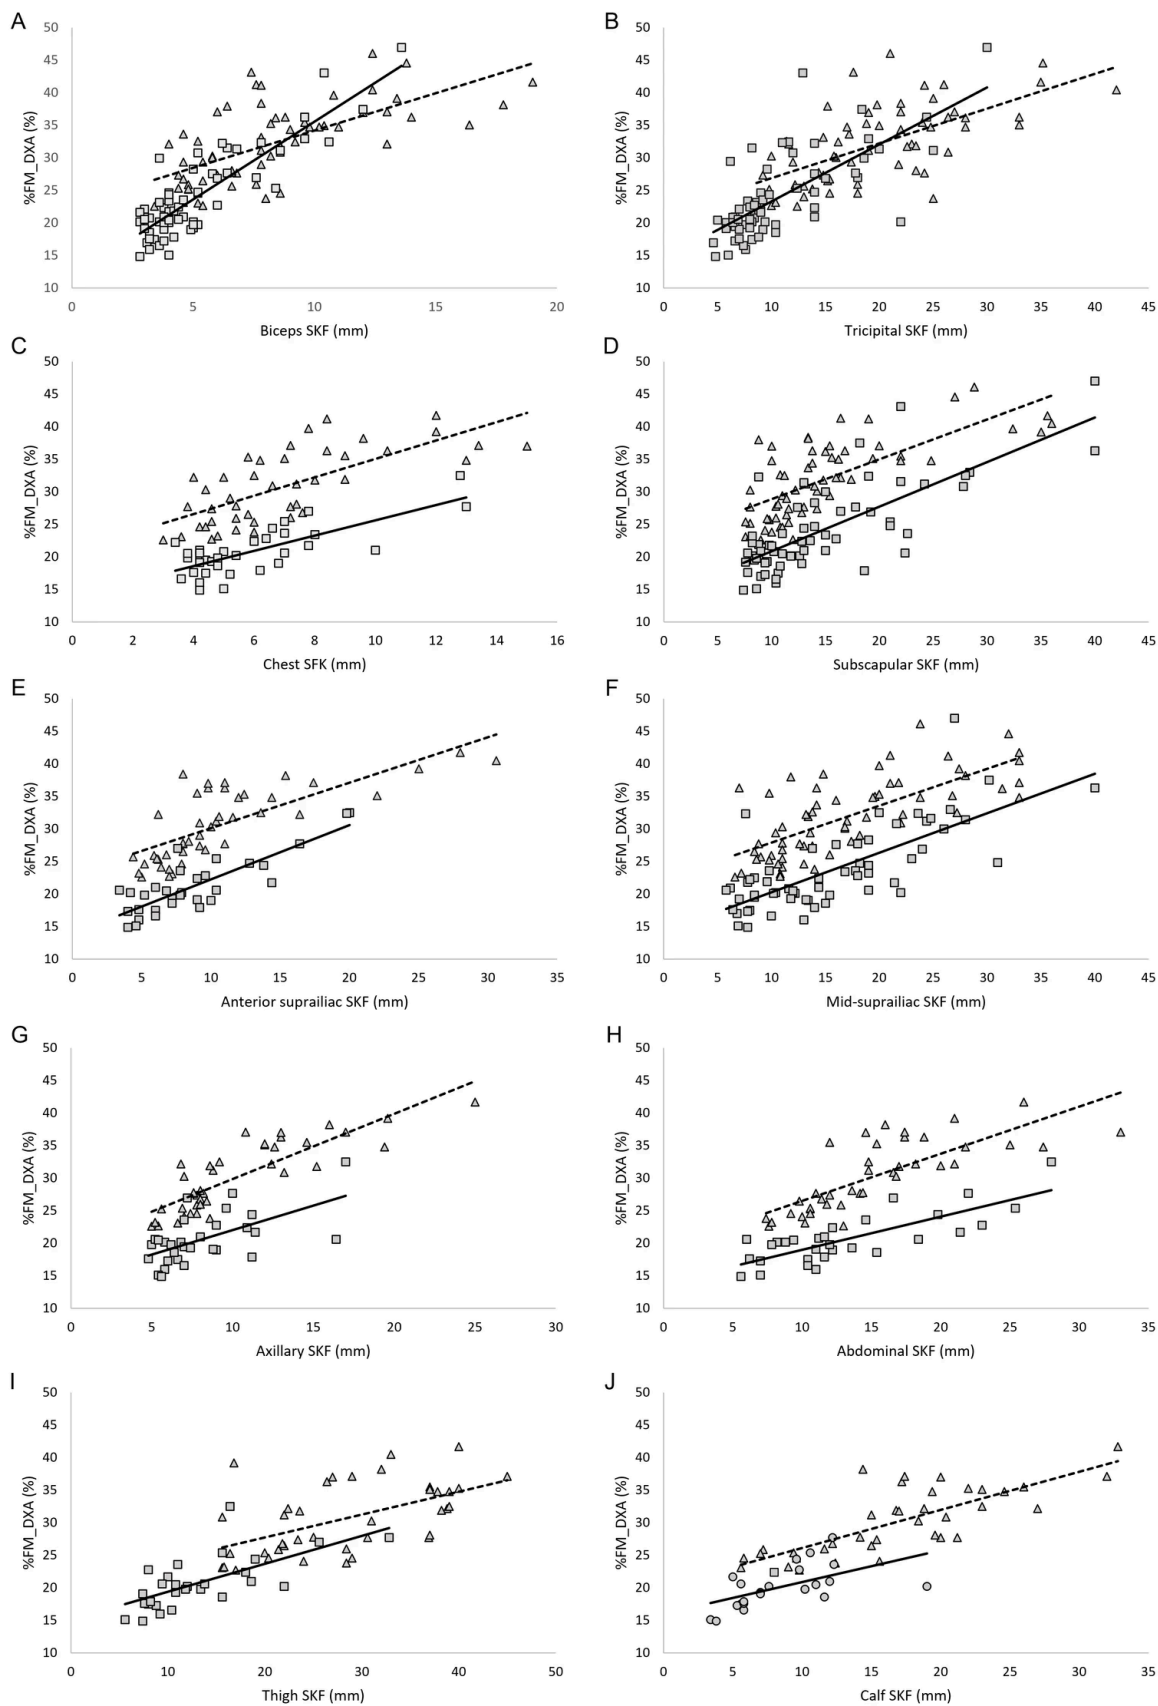 A
B
50
45
40
35
30
25
20
15
10
%FM_DXA (%)
0 5 10 15 20
Biceps SKF (mm)
50
45
40
35
30
25
20
15
10
%FM_DXA (%)
0 5 10 15 20 25 30 35 40 45
Tricipital SKF (mm)
C
D
50
45
40
35
30
25
20
15
10
%FM_DXA (%)
0 2 4 6 8 10 12 14 16
Chest SFK (mm)
50
45
40
35
30
25
20
15
10
%FM_DXA (%)
0 5 10 15 20 25 30 35 40 45
Subscapular SKF (mm)
E
F
50
45
40
35
30
25
20
15
10
%FM_DXA (%)
0 5 10 15 20 25 30 35
Anterior suprailiac SKF (mm)
50
45
40
35
30
25
20
15
10
%FM_DXA (%)
0 5 10 15 20 25 30 35 40 45
Mid-suprailiac SKF (mm)
G
H
50
45
40
35
30
25
20
15
10
%FM_DXA (%)
0 5 10 15 20 25 30
Axillary SKF (mm)
50
45
40
35
30
25
20
15
10
%FM_DXA (%)
0 5 10 15 20 25 30 35
Abdominal SKF (mm)
I
J
50
45
40
35
30
25
20
15
10
%FM_DXA (%)
0 10 20 30 40 50
Thigh SKF (mm)
50
45
40
35
30
25
20
15
10
%FM_DXA (%)
0 5 10 15 20 25 30 35
Calf SKF (mm)